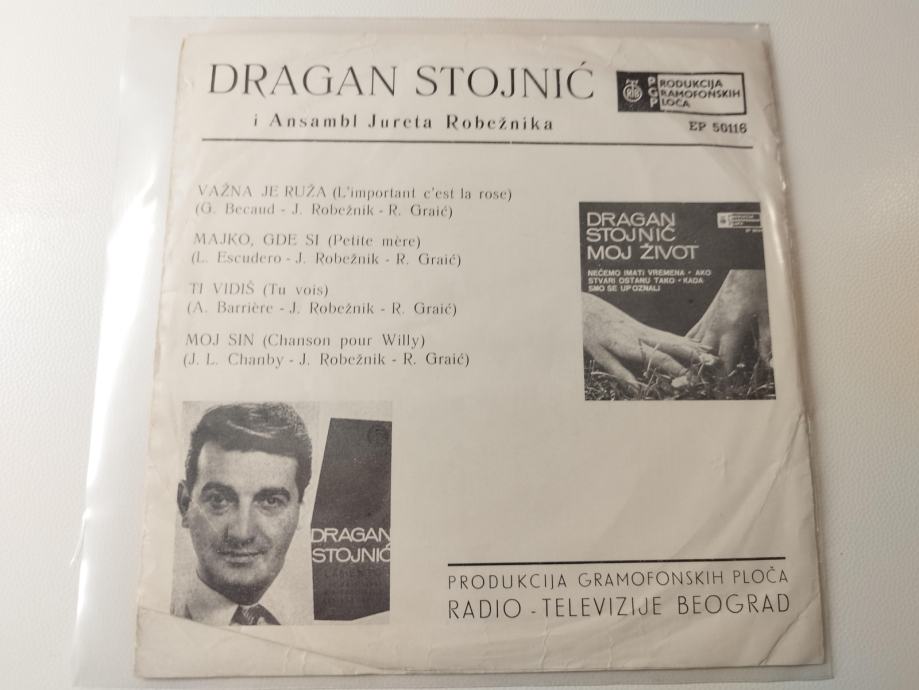 DRAGAN STOJNIĆ
i Ansambl Jureta Robežnika
PGP RTB
PRODUKCIJA
GRAMOFONSKIH
PLOČA
EP 50116
VAŽNA JE RUŽA (L'important c'est la rose)
(G. Becaud - J. Robežnik - R. Graić)
MAJKO, GDE SI (Petite mère)
(L. Escudero - J. Robežnik - R. Graić)
TI VIDIŠ (Tu vois)
(A. Barrière - J. Robežnik - R. Graić)
MOJ SIN (Chanson pour Willy)
(J. L. Chanby - J. Robežnik - R. Graić)
DRAGAN
STOJNIĆ
MOJ ŽIVOT
NEĆEMO IMATI VREMENA • AKO
STVARI OSTANU TAKO • KADA
SMO SE UPOZNALI
DRAGAN
STOJNIĆ
LAMENTO
PRODUKCIJA GRAMOFONSKIH PLOČA
RADIO - TELEVIZIJE BEOGRAD